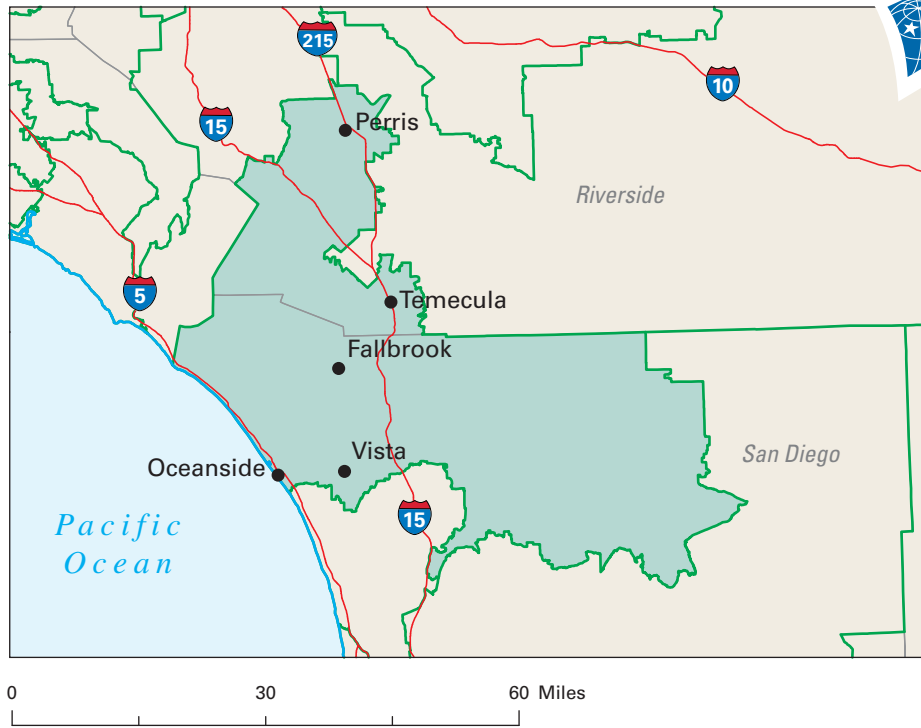 215
10
15
Perris
Riverside
5
Temecula
Fallbrook
Vista
San Diego
Oceanside
15
Pacific
Ocean
0 30 60 Miles